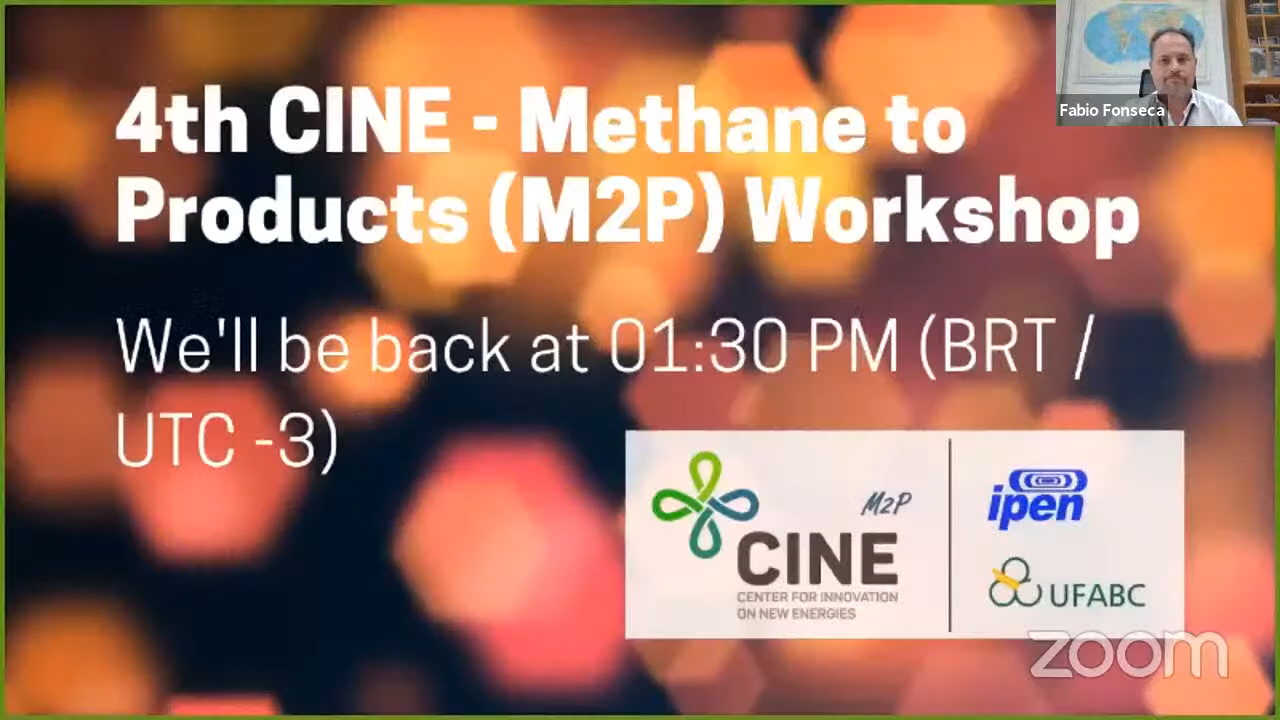 4th CINE - Methane to
Products (M2P) Workshop
Fabio Fonseca
We'll be back at 01:30 PM (BRT /
UTC -3)
M2P
CINE
CENTER FOR INNOVATION
ON NEW ENERGIES
ipen
UFABC
zoom